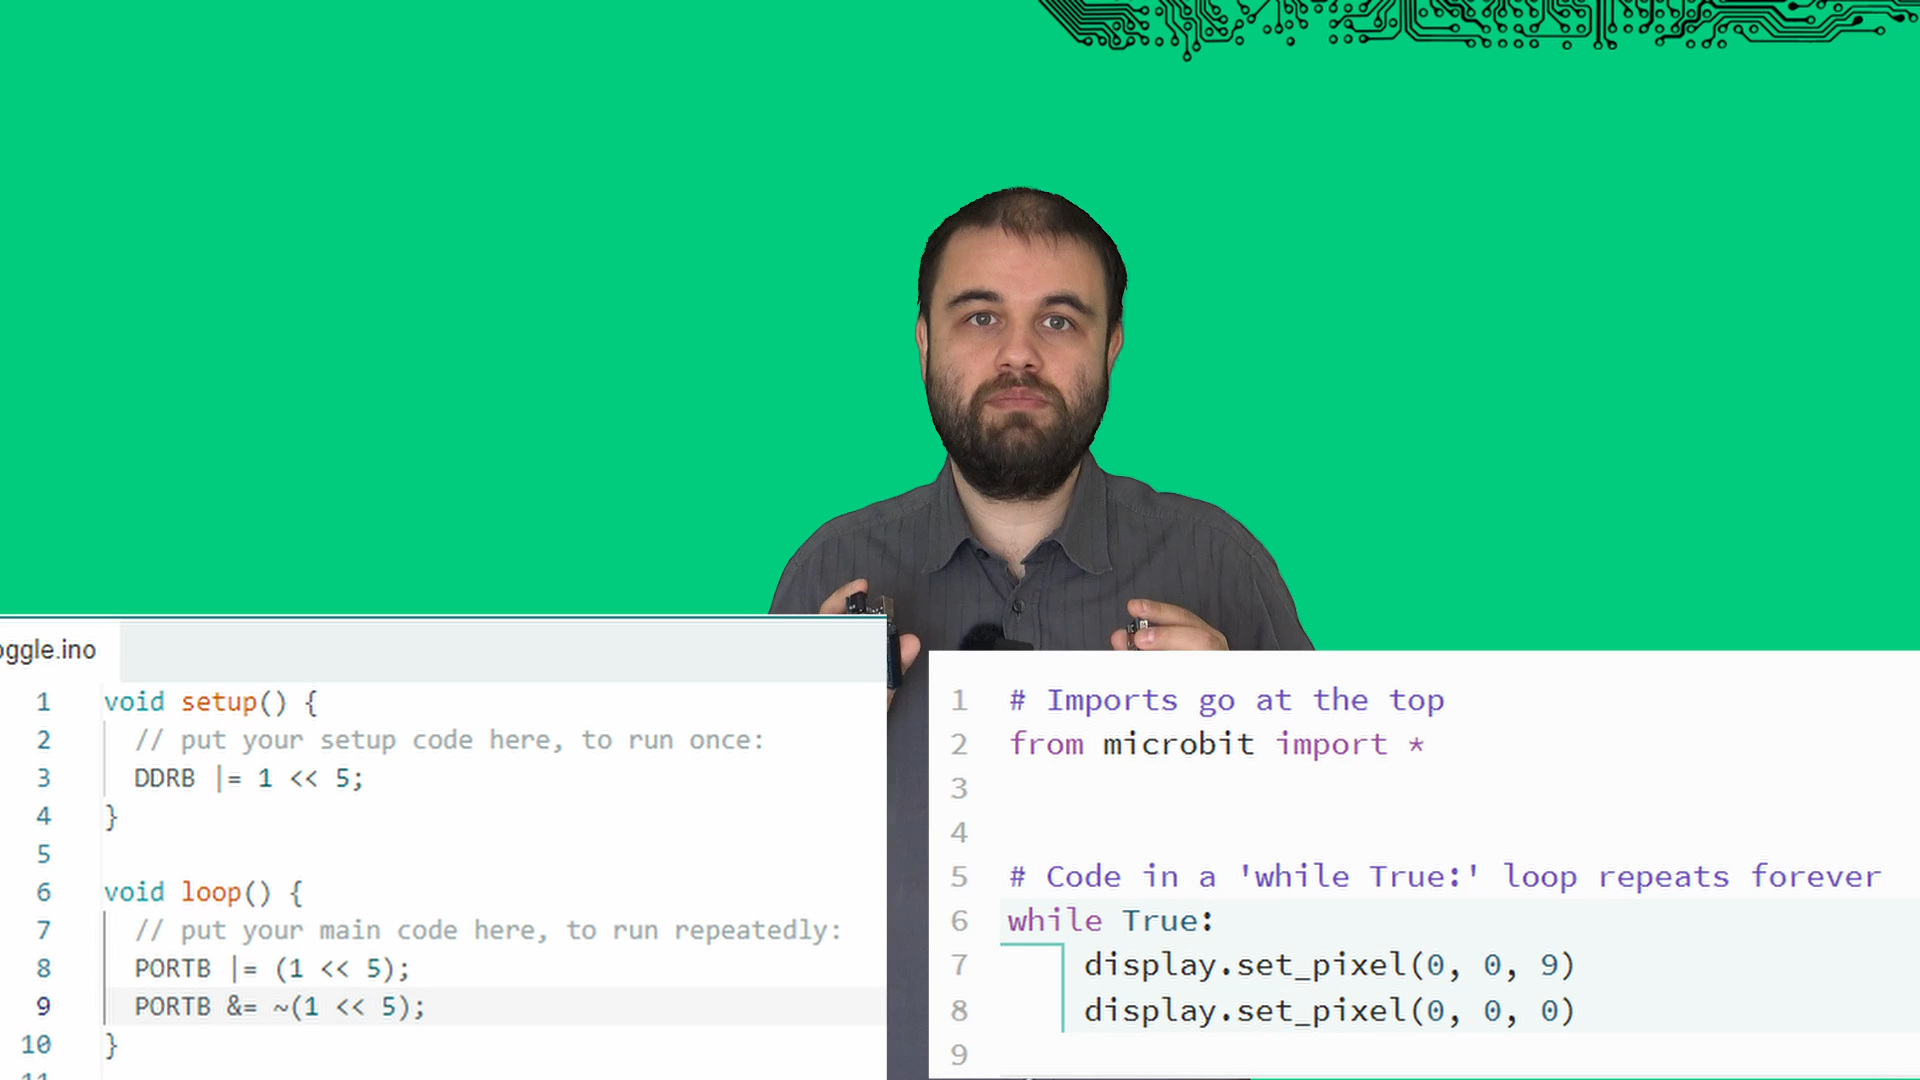 oggle.ino
1 void setup() {
2 // put your setup code here, to run once:
3 DDRB |= 1 << 5;
4 }
5
6 void loop() {
7 // put your main code here, to run repeatedly:
8 PORTB |= (1 << 5);
9 PORTB &= ~(1 << 5);
10 }
1 # Imports go at the top
2 from microbit import *
3
4
5 # Code in a 'while True:' loop repeats forever
6 while True:
7 display.set_pixel(0, 0, 9)
8 display.set_pixel(0, 0, 0)
9